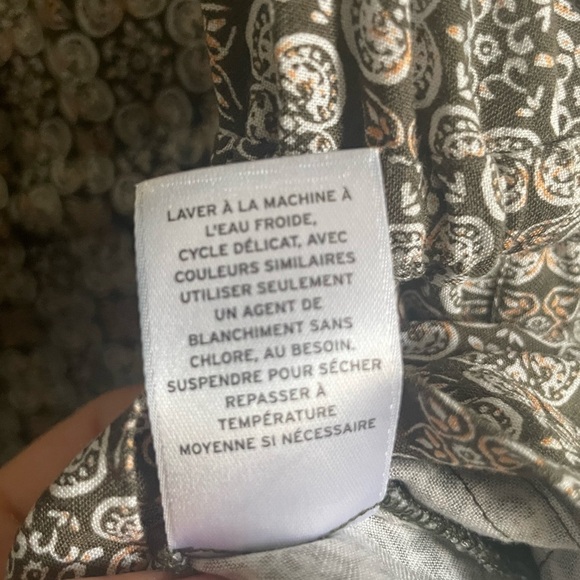 LAVER À LA MACHINE À
L'EAU FROIDE,
CYCLE DÉLICAT, AVEC
COULEURS SIMILAIRES
UTILISER SEULEMENT
UN AGENT DE
BLANCHIMENT SANS
CHLORE, AU BESOIN.
SUSPENDRE POUR SÉCHER
REPASSER À
TEMPÉRATURE
MOYENNE SI NÉCESSAIRE